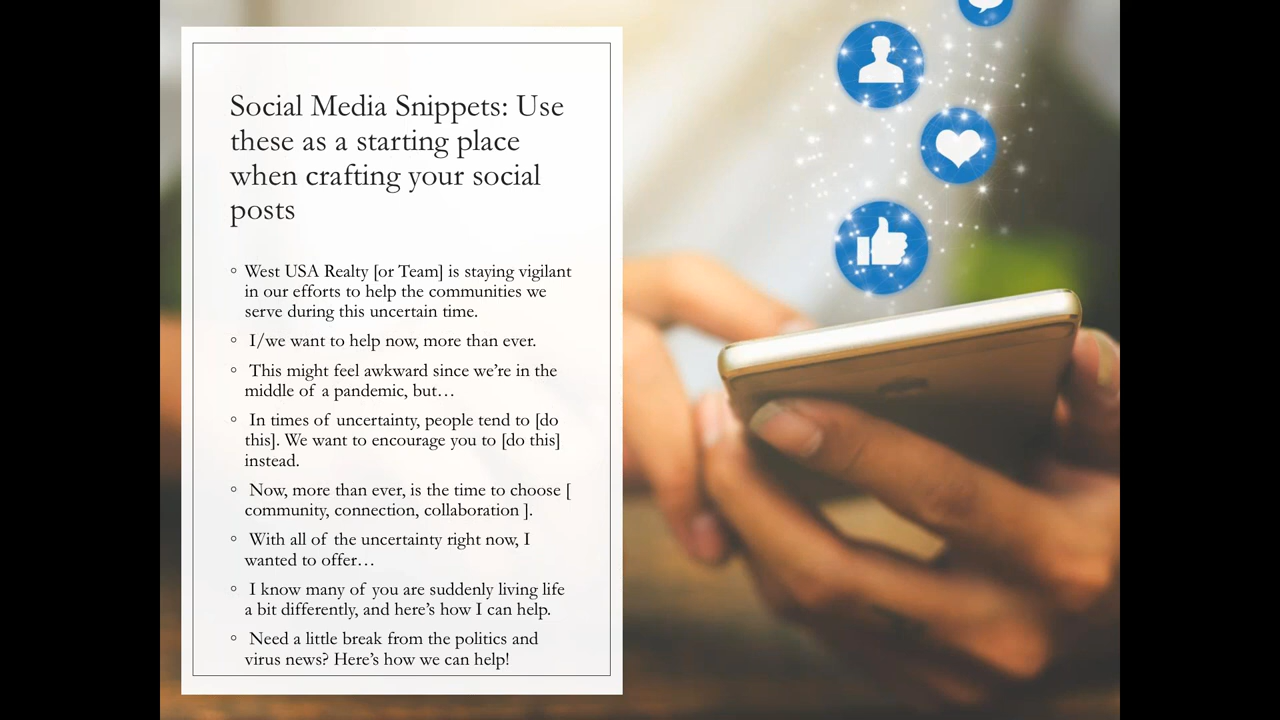 Social Media Snippets: Use
these as a starting place
when crafting your social
posts
◦ West USA Realty [or Team] is staying vigilant
in our efforts to help the communities we
serve during this uncertain time.
◦ I/we want to help now, more than ever.
◦ This might feel awkward since we’re in the
middle of a pandemic, but…
◦ In times of uncertainty, people tend to [do
this]. We want to encourage you to [do this]
instead.
◦ Now, more than ever, is the time to choose [
community, connection, collaboration ].
◦ With all of the uncertainty right now, I
wanted to offer…
◦ I know many of you are suddenly living life
a bit differently, and here’s how I can help.
◦ Need a little break from the politics and
virus news? Here’s how we can help!